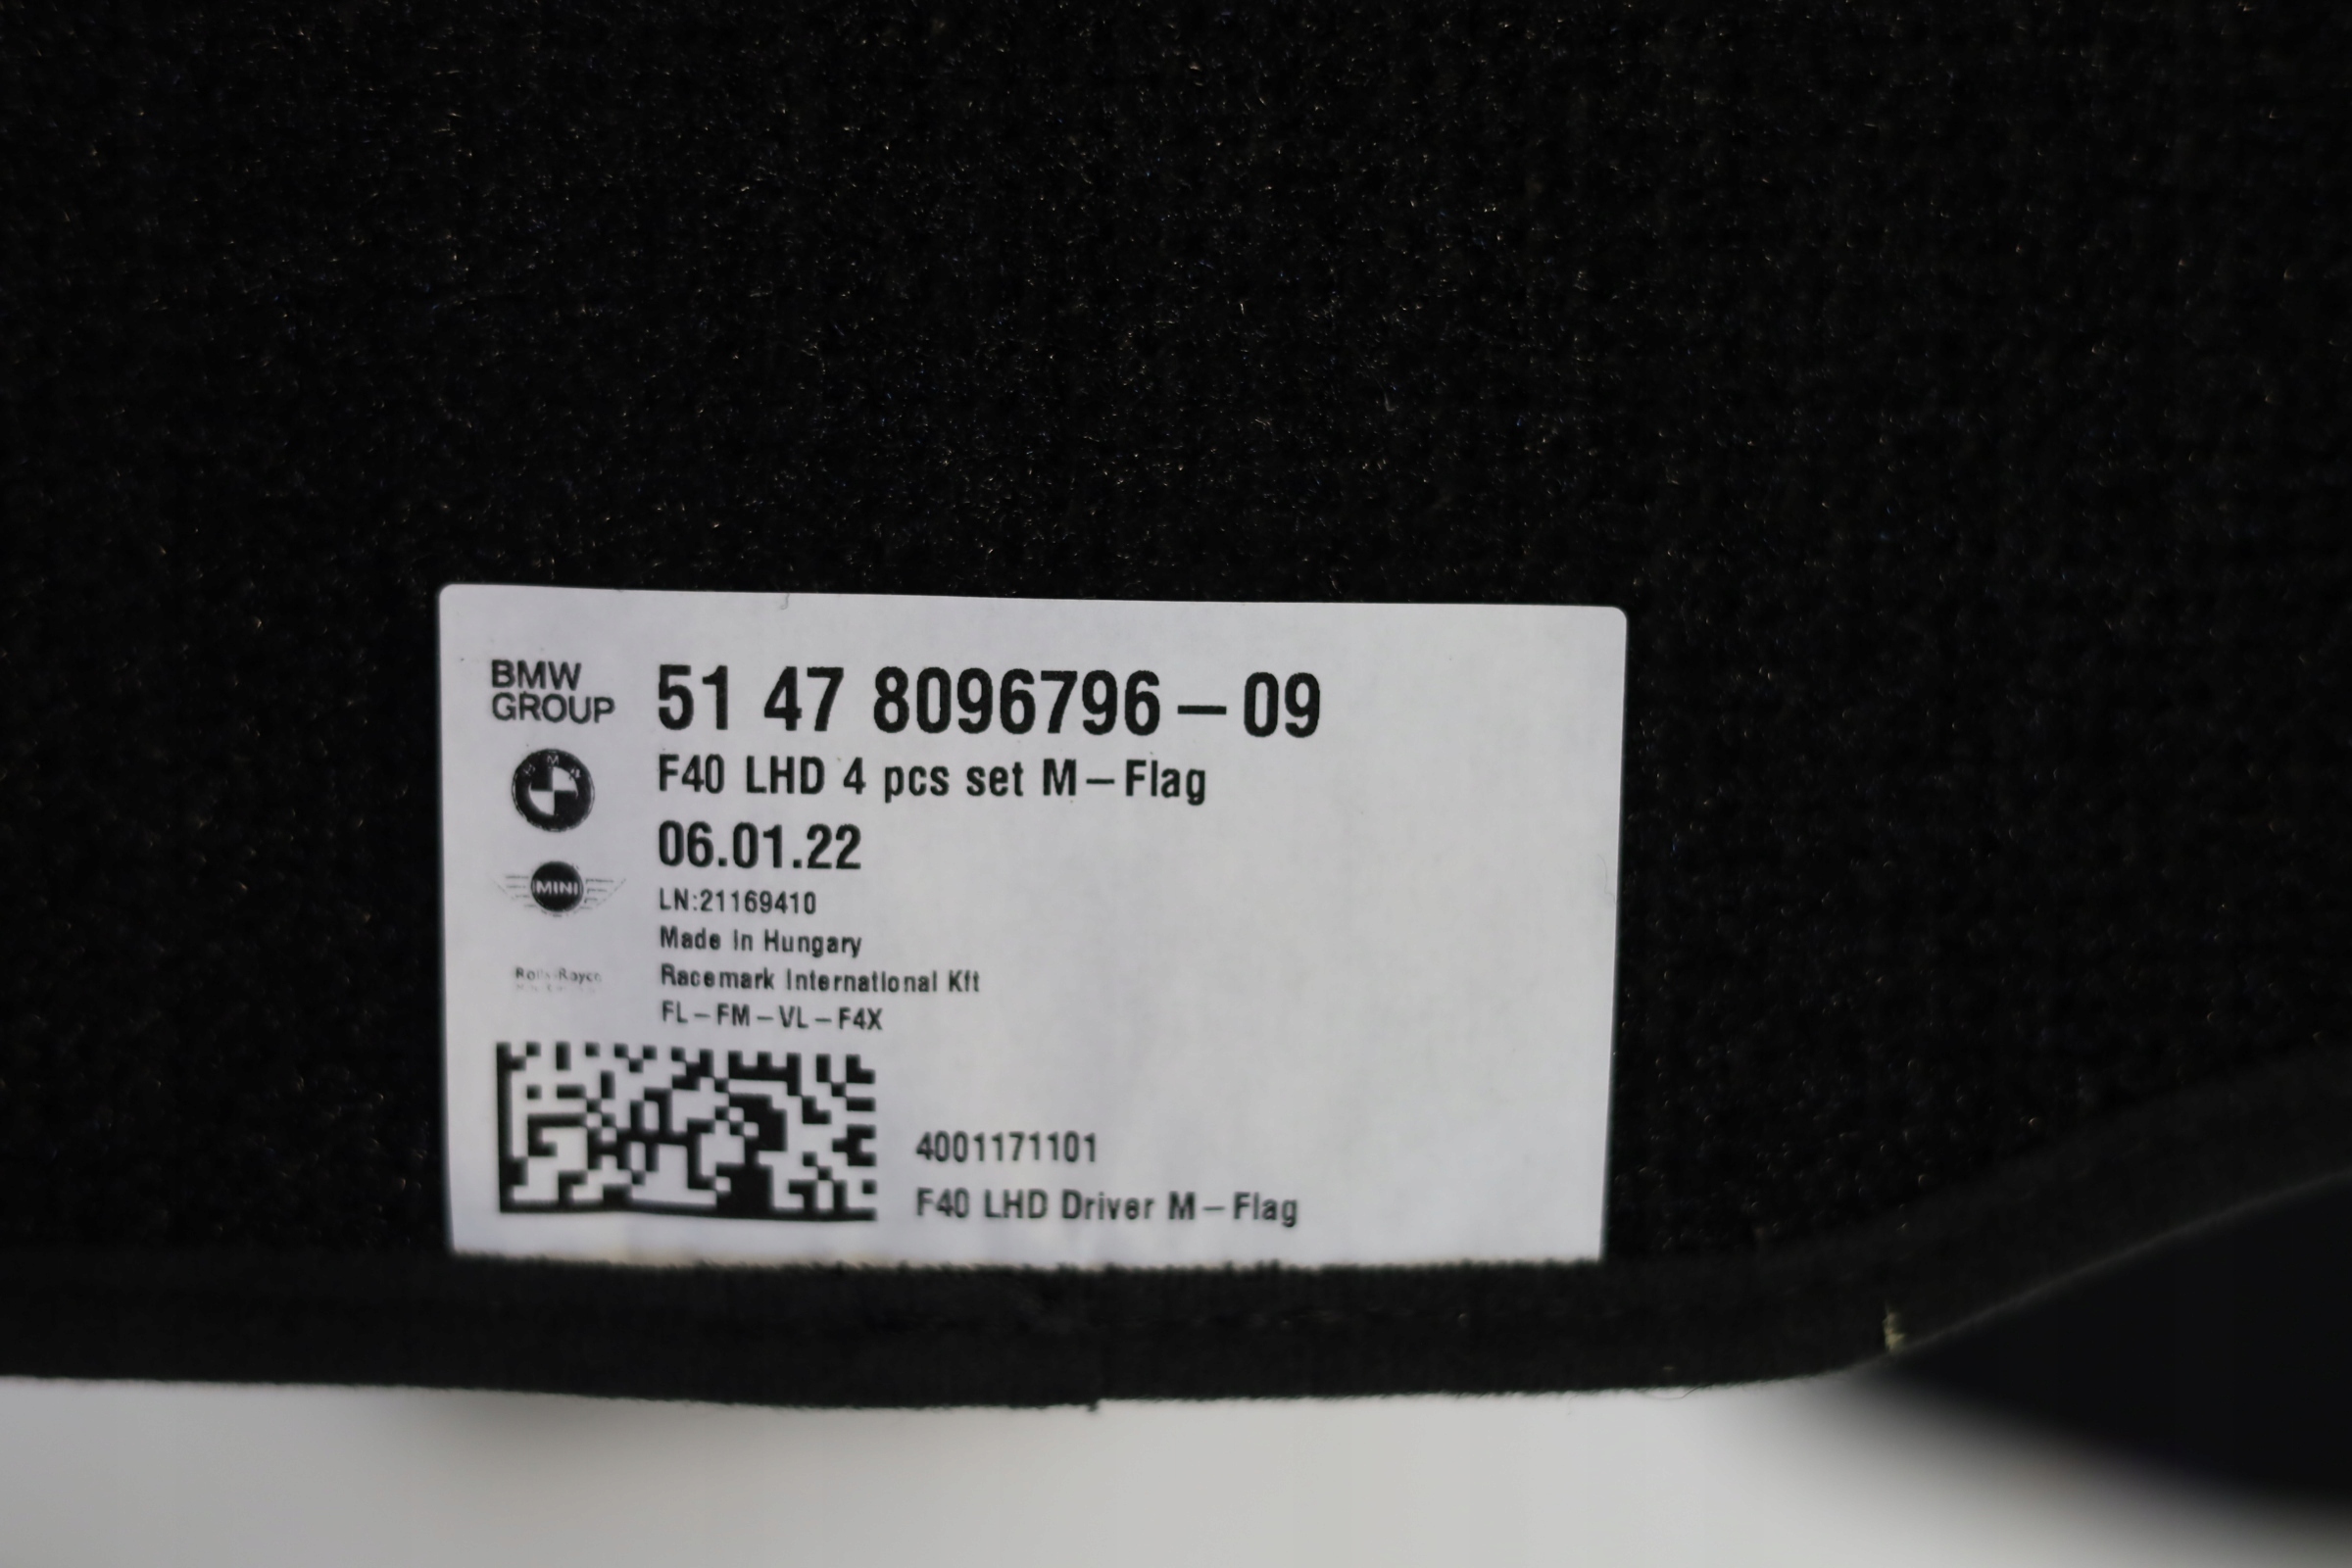 BMW
GROUP
51 47 8096796-09
F40 LHD 4 pcs set M-Flag
06.01.22
MINI
LN:21169410
Made in Hungary
Racemark International Kft
FL-FM-VL-F4X
4001171101
F40 LHD Driver M-Flag